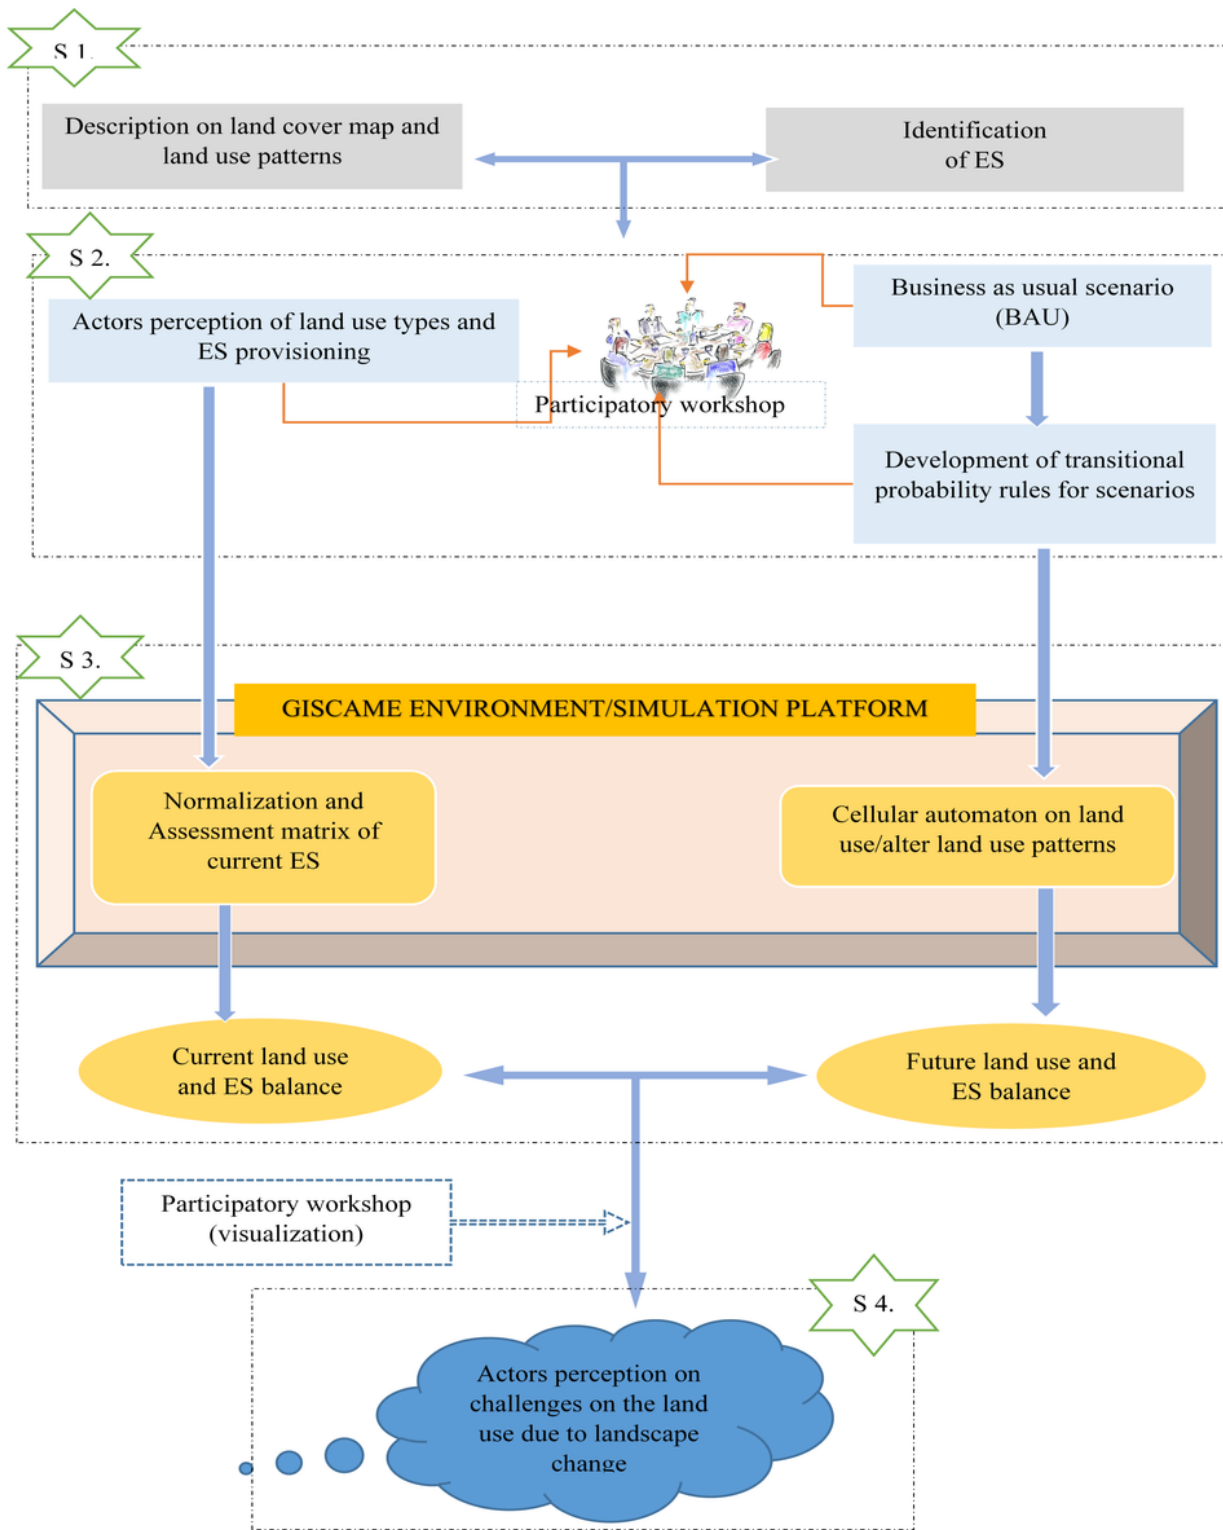 S 1.
Description on land cover map and
land use patterns
Identification
of ES
S 2.
Actors perception of land use types and
ES provisioning
Participatory workshop
Business as usual scenario
(BAU)
Development of transitional
probability rules for scenarios
S 3.
GISCAME ENVIRONMENT/SIMULATION PLATFORM
Normalization and
Assessment matrix of
current ES
Cellular automaton on land
use/alter land use patterns
Current land use
and ES balance
Future land use and
ES balance
Participatory workshop
(visualization)
S 4.
Actors perception on
challenges on the land
use due to landscape
change